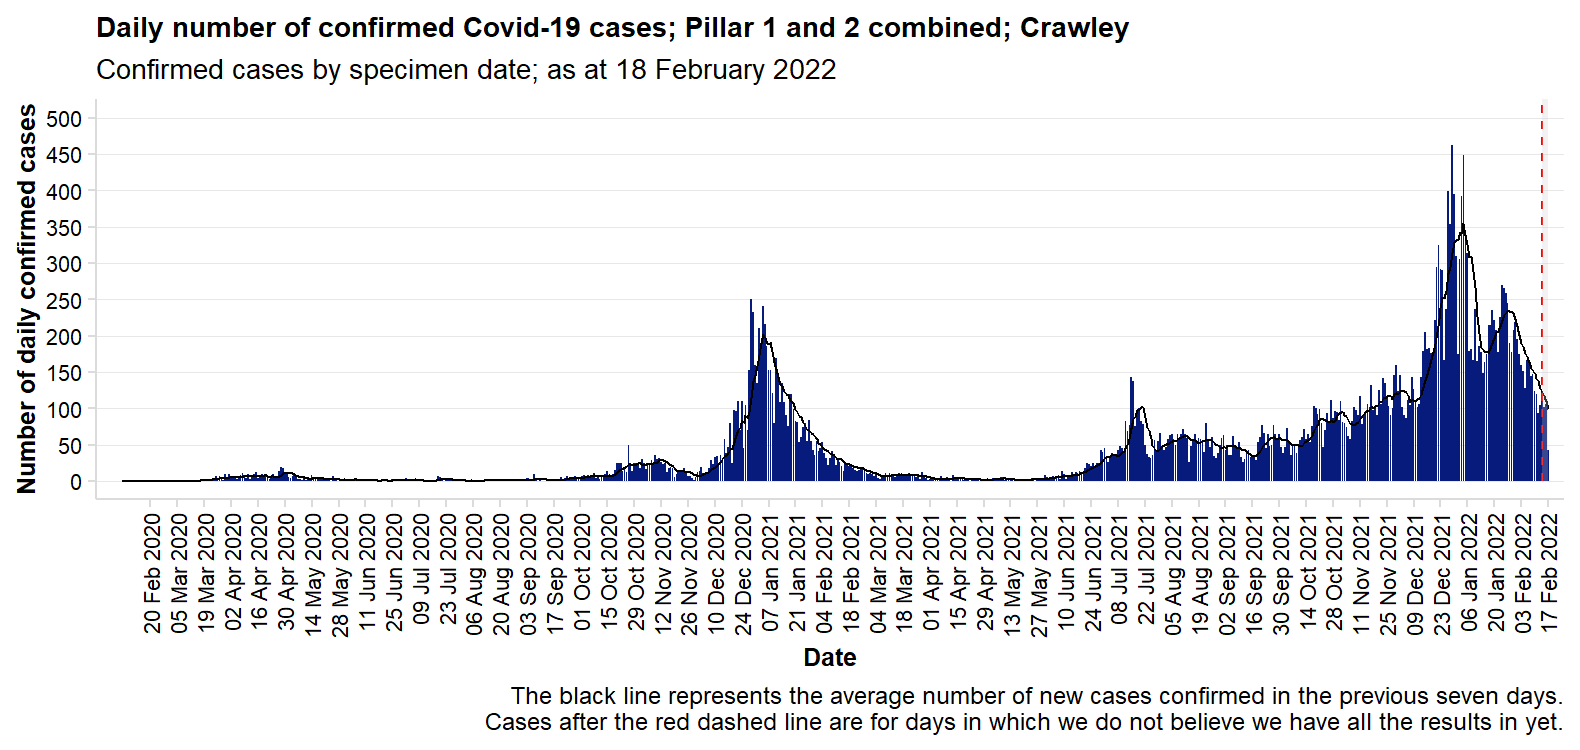 Daily number of confirmed Covid-19 cases; Pillar 1 and 2 combined; Crawley
Confirmed cases by specimen date; as at 18 February 2022
Number of daily confirmed cases
500
450
400
350
300
250
200
150
100
50
0
20 Feb 2020
05 Mar 2020
19 Mar 2020
02 Apr 2020
16 Apr 2020
30 Apr 2020
14 May 2020
28 May 2020
11 Jun 2020
25 Jun 2020
09 Jul 2020
23 Jul 2020
06 Aug 2020
20 Aug 2020
03 Sep 2020
17 Sep 2020
01 Oct 2020
15 Oct 2020
29 Oct 2020
12 Nov 2020
26 Nov 2020
10 Dec 2020
24 Dec 2020
07 Jan 2021
21 Jan 2021
04 Feb 2021
18 Feb 2021
04 Mar 2021
18 Mar 2021
01 Apr 2021
15 Apr 2021
29 Apr 2021
13 May 2021
27 May 2021
10 Jun 2021
24 Jun 2021
08 Jul 2021
22 Jul 2021
05 Aug 2021
19 Aug 2021
02 Sep 2021
16 Sep 2021
30 Sep 2021
14 Oct 2021
28 Oct 2021
11 Nov 2021
25 Nov 2021
09 Dec 2021
23 Dec 2021
06 Jan 2022
20 Jan 2022
03 Feb 2022
17 Feb 2022
Date
The black line represents the average number of new cases confirmed in the previous seven days.
Cases after the red dashed line are for days in which we do not believe we have all the results in yet.